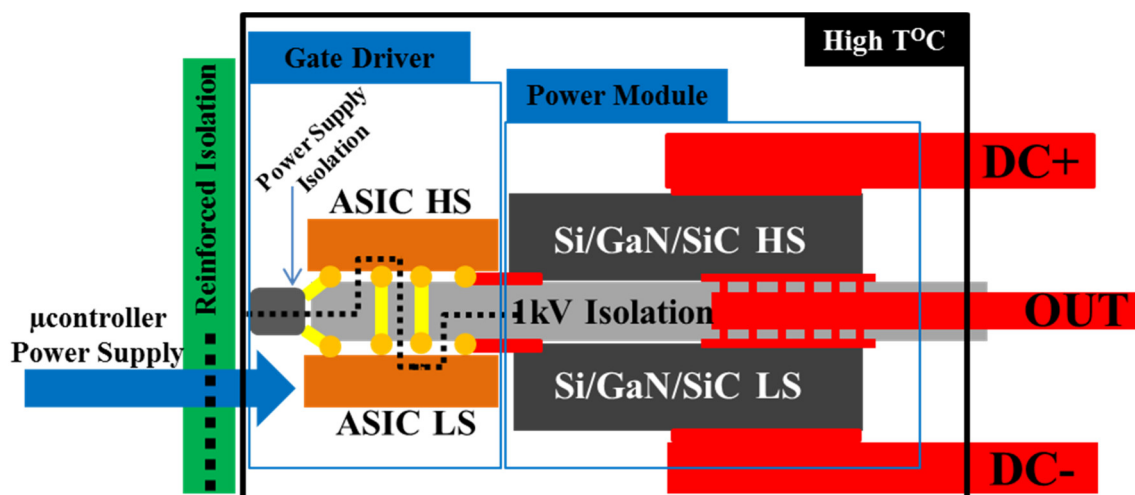 High TᴼC
Gate Driver
Power Module
Reinforced Isolation
Power Supply
Isolation
ASIC HS
DC+
Si/GaN/SiC HS
μcontroller
Power Supply
1kV Isolation
OUT
Si/GaN/SiC LS
ASIC LS
DC-